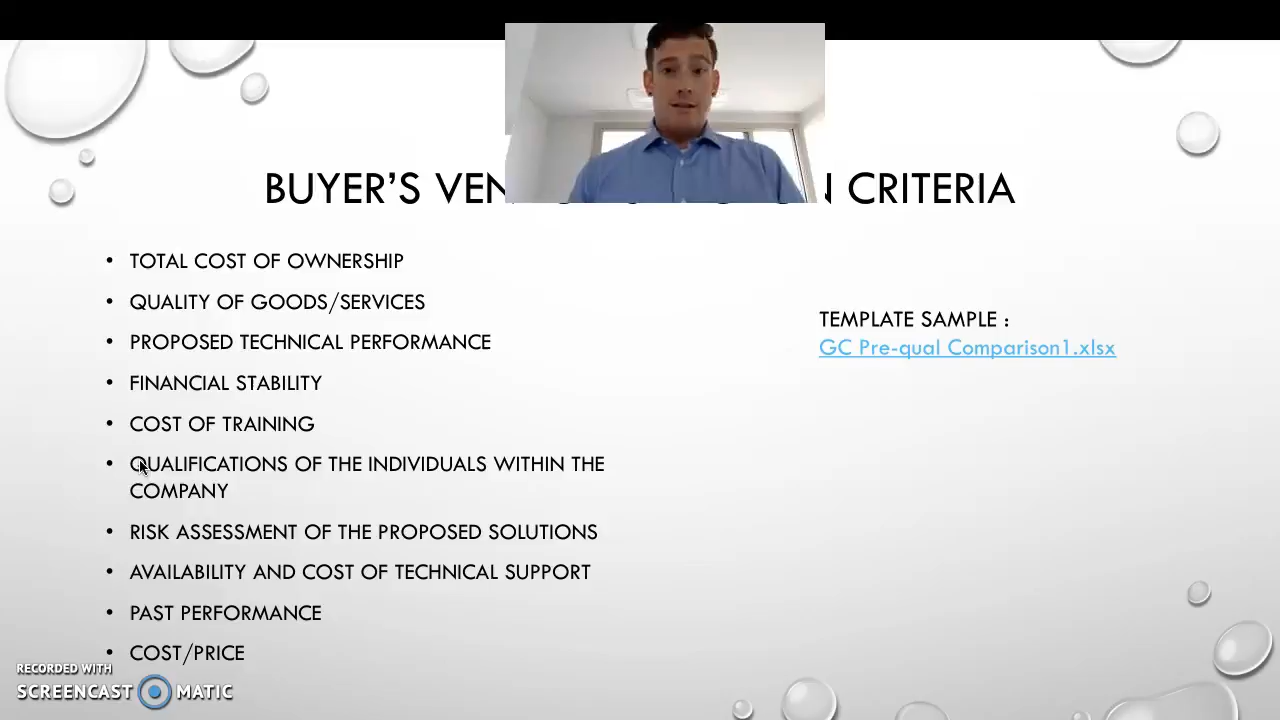 BUYER'S CRITERIA
• TOTAL COST OF OWNERSHIP
• QUALITY OF GOODS/SERVICES
• PROPOSED TECHNICAL PERFORMANCE
• FINANCIAL STABILITY
• COST OF TRAINING
• QUALIFICATIONS OF THE INDIVIDUALS WITHIN THE
COMPANY
• RISK ASSESSMENT OF THE PROPOSED SOLUTIONS
• AVAILABILITY AND COST OF TECHNICAL SUPPORT
• PAST PERFORMANCE
• COST/PRICE
TEMPLATE SAMPLE :
GC Pre-qual Comparison1.xlsx
RECORDED WITH
SCREENCAST MATIC